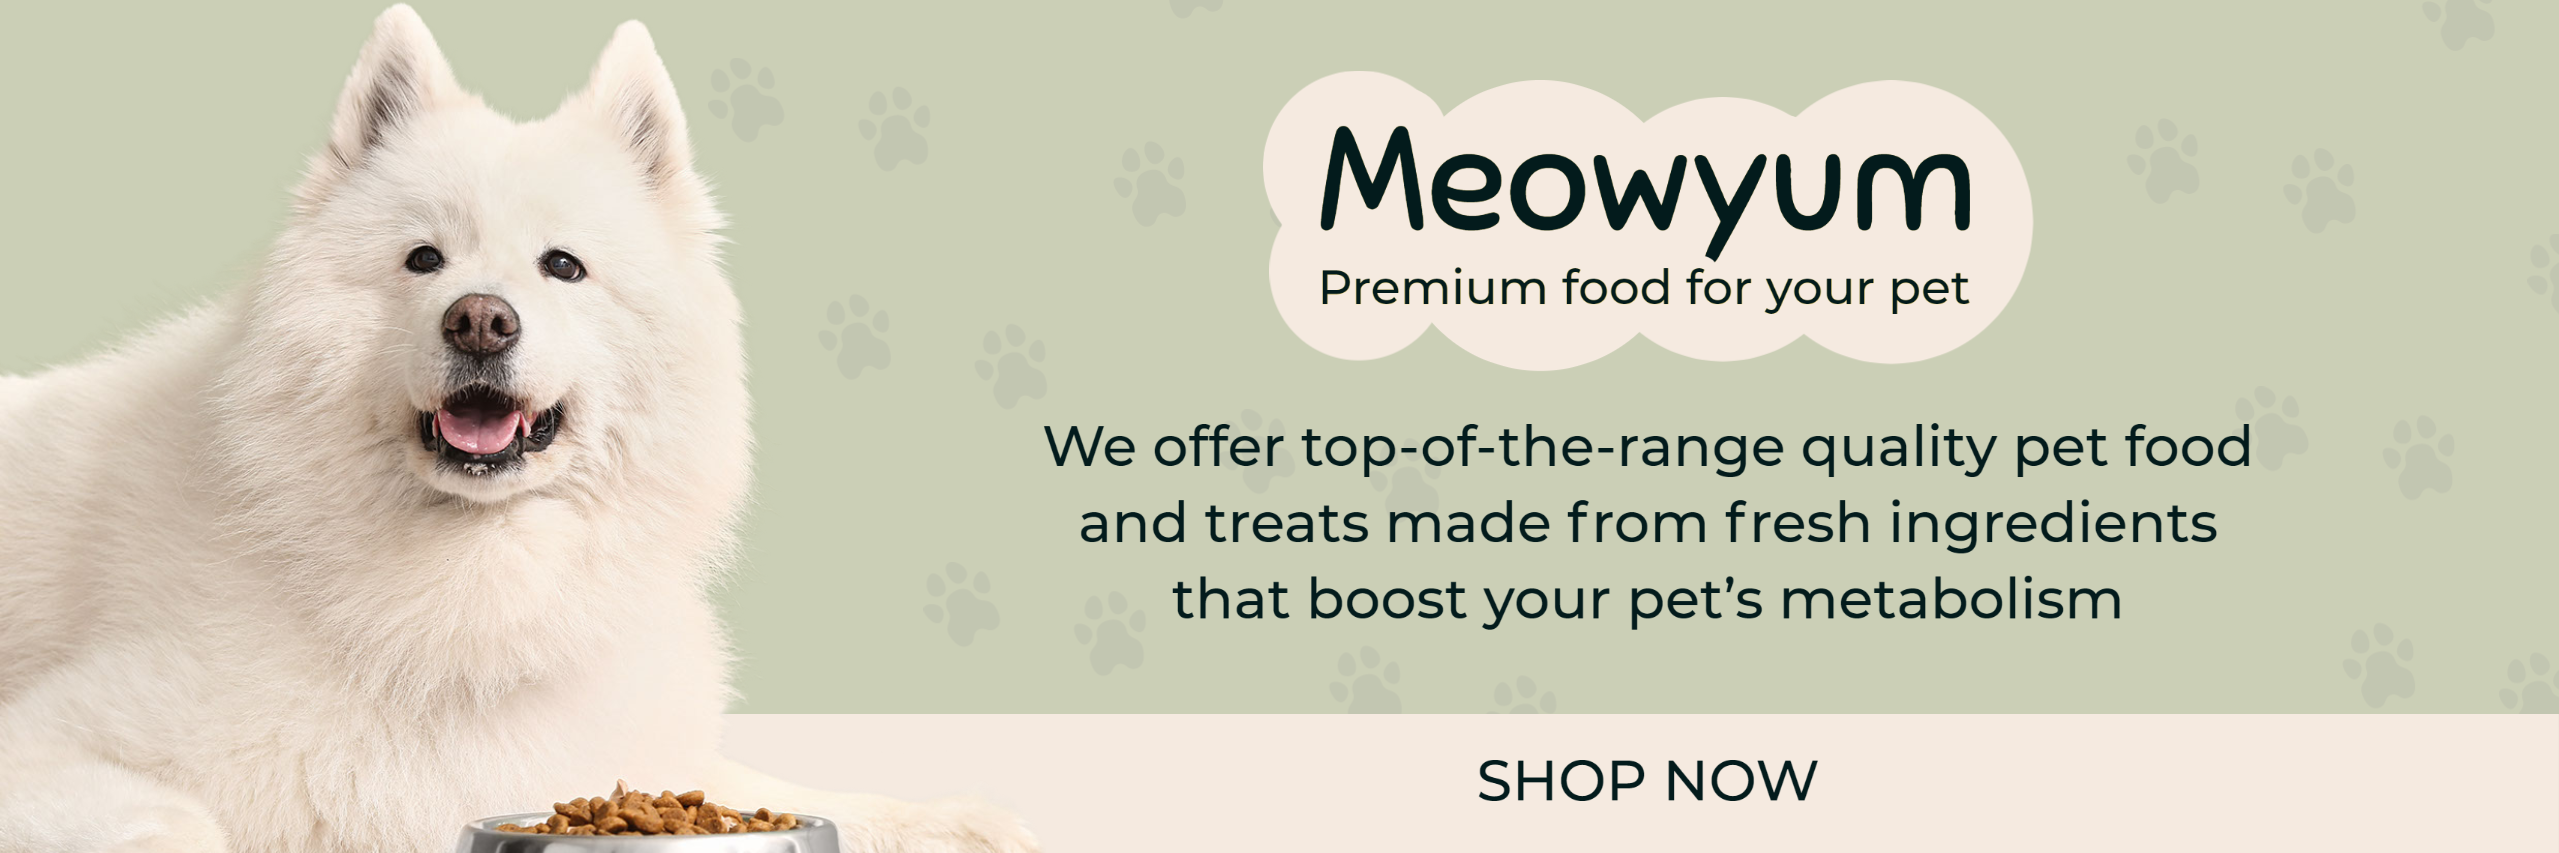 Meowyum
Premium food for your pet
We offer top-of-the-range quality pet food
and treats made from fresh ingredients
that boost your pet’s metabolism
SHOP NOW